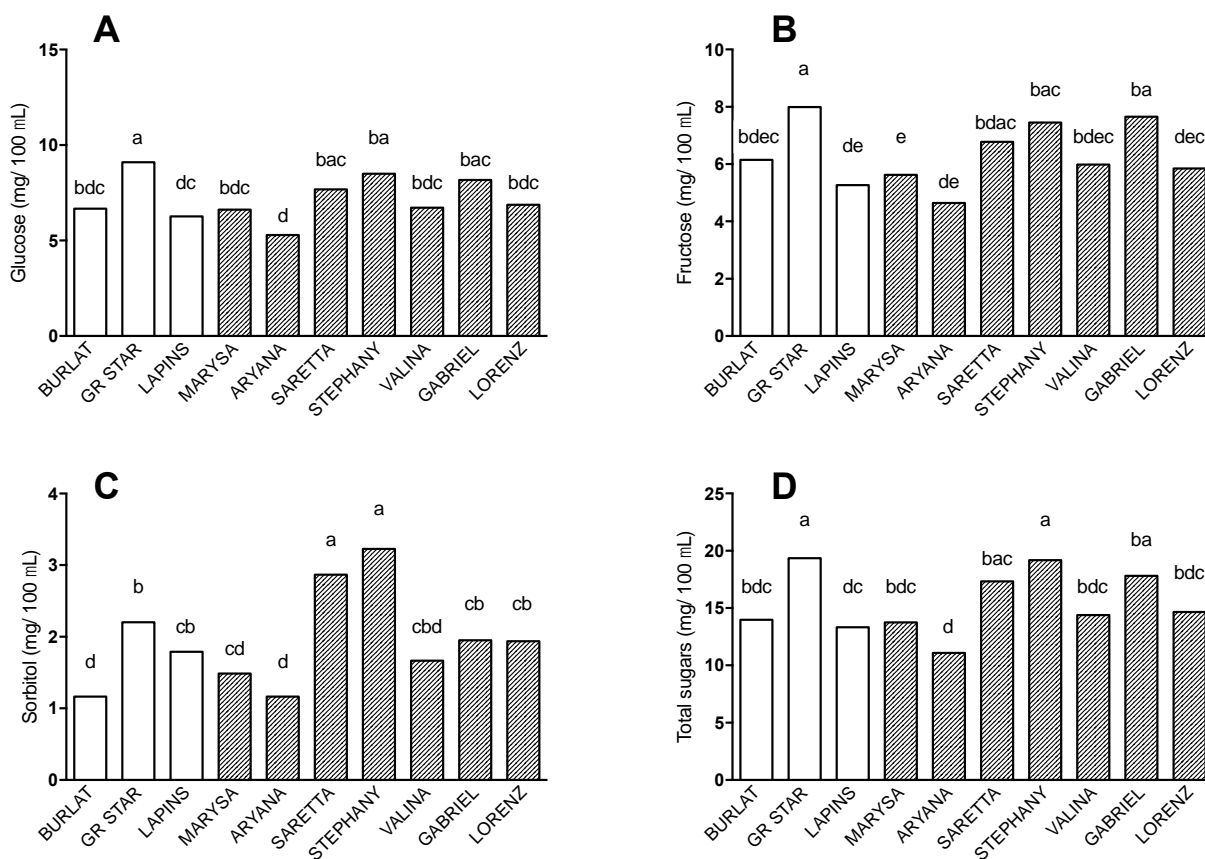 A
Glucose (mg/ 100 mL)
15
10
5
0
bdc
a
dc
bdc
d
bac
ba
bdc
bac
bdc
BURLAT
GR STAR
LAPINS
MARYSA
ARYANA
SARETTA
STEPHANY
VALINA
GABRIEL
LORENZ
B
Fructose (mg/ 100 mL)
10
8
6
4
2
0
bdec
a
de
e
de
bdac
bac
bdec
ba
dec
BURLAT
GR STAR
LAPINS
MARYSA
ARYANA
SARETTA
STEPHANY
VALINA
GABRIEL
LORENZ
C
Sorbitol (mg/ 100 mL)
4
3
2
1
0
d
b
cb
cd
d
a
a
cbd
cb
cb
BURLAT
GR STAR
LAPINS
MARYSA
ARYANA
SARETTA
STEPHANY
VALINA
GABRIEL
LORENZ
D
Total sugars (mg/ 100 mL)
25
20
15
10
5
0
bdc
a
dc
bdc
d
bac
a
bdc
ba
bdc
BURLAT
GR STAR
LAPINS
MARYSA
ARYANA
SARETTA
STEPHANY
VALINA
GABRIEL
LORENZ